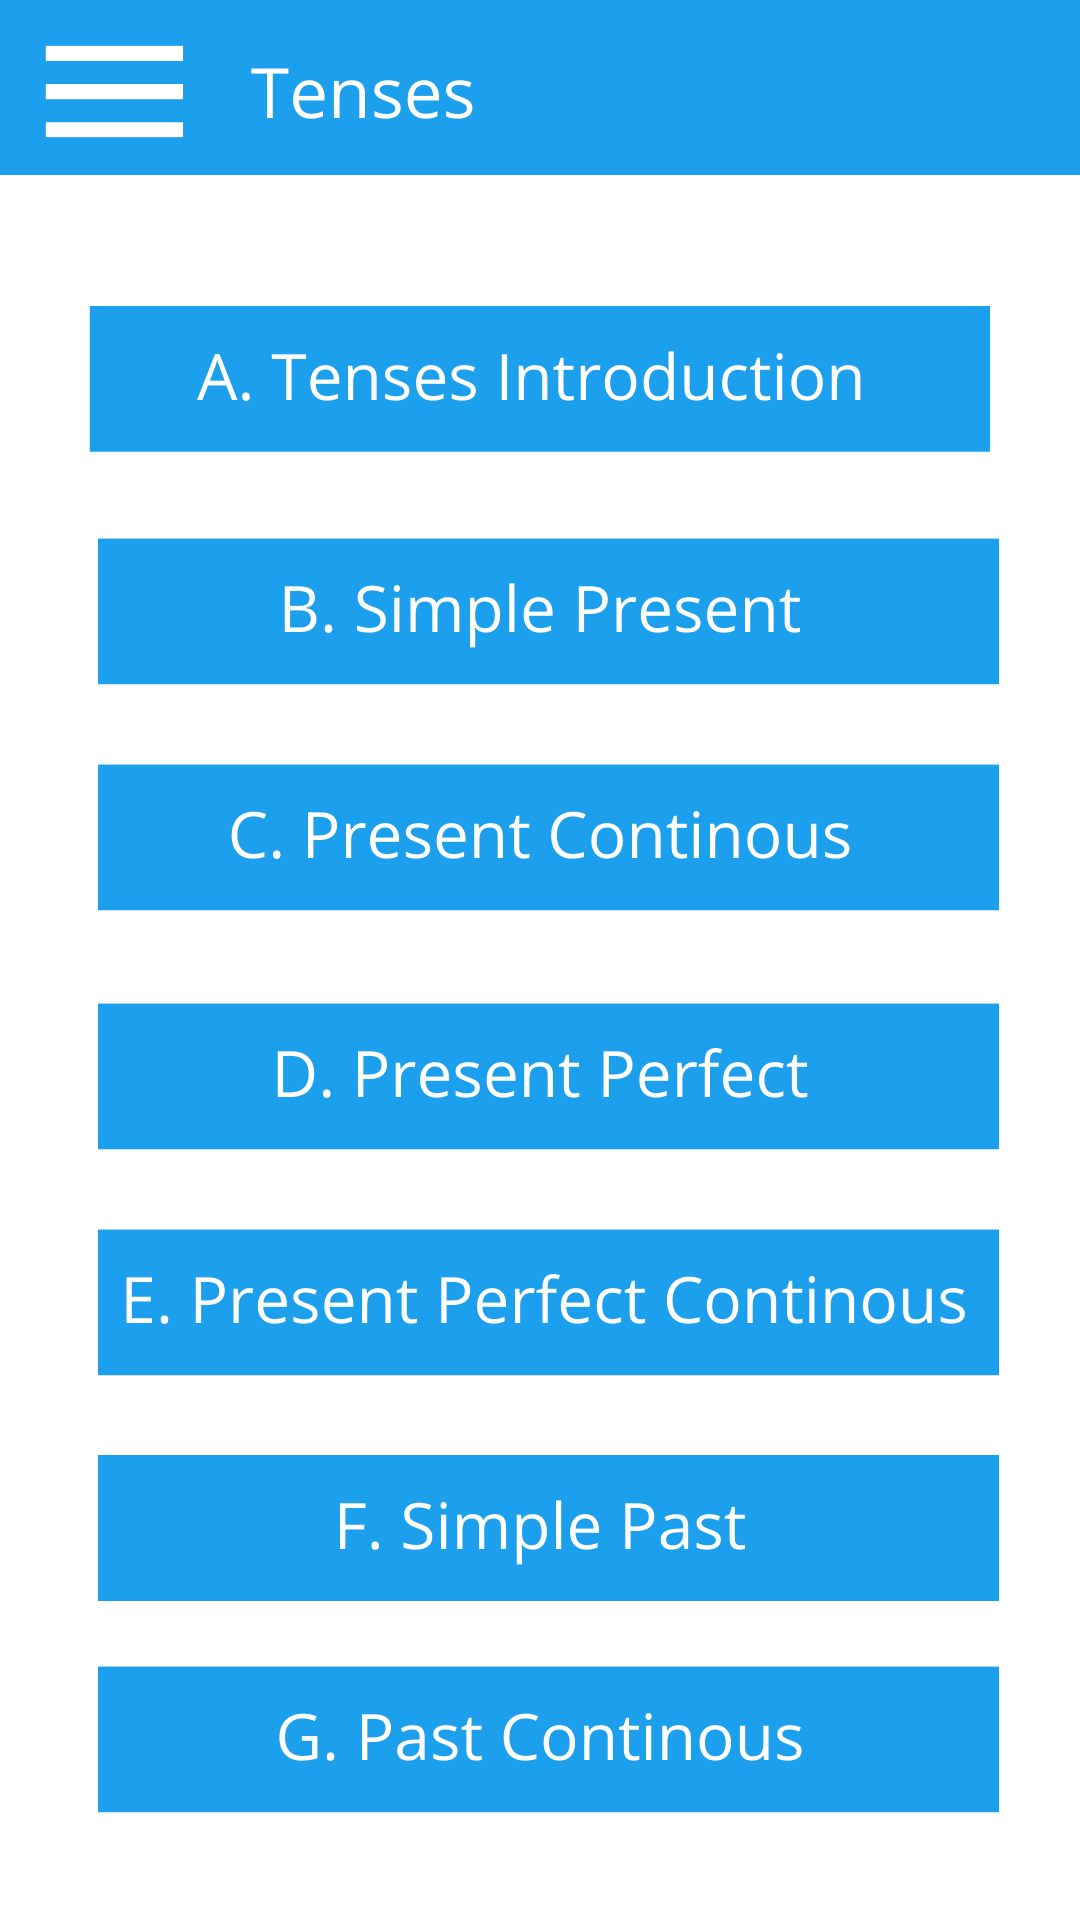 Tenses
A. Tenses Introduction
B. Simple Present
C. Present Continous
D. Present Perfect
E. Present Perfect Continous
F. Simple Past
G. Past Continous